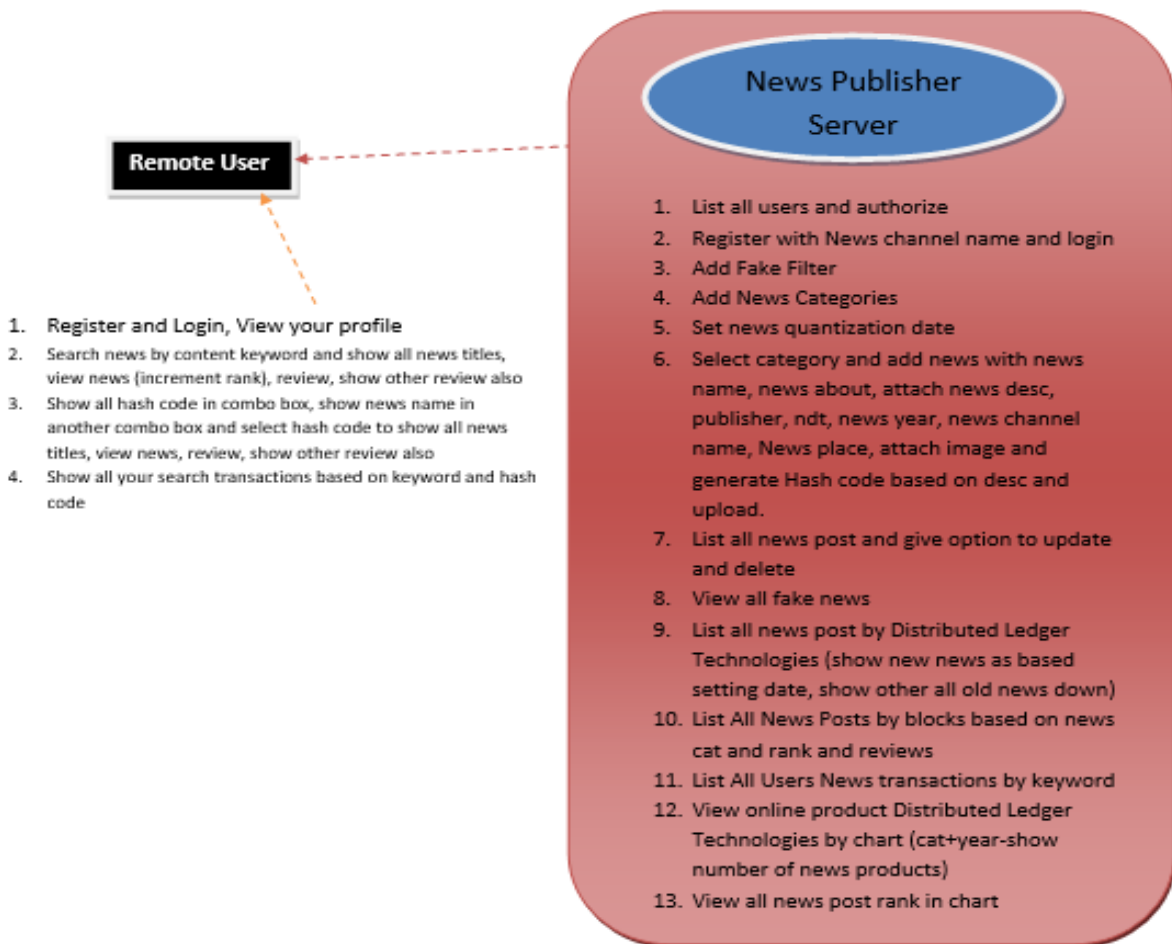 News Publisher
Server
Remote User
1. Register and Login, View your profile
2. Search news by content keyword and show all news titles,
view news (increment rank), review, show other review also
3. Show all hash code in combo box, show news name in
another combo box and select hash code to show all news
titles, view news, review, show other review also
4. Show all your search transactions based on keyword and hash
code
1. List all users and authorize
2. Register with News channel name and login
3. Add Fake Filter
4. Add News Categories
5. Set news quantization date
6. Select category and add news with news
name, news about, attach news desc,
publisher, ndt, news year, news channel
name, News place, attach image and
generate Hash code based on desc and
upload.
7. List all news post and give option to update
and delete
8. View all fake news
9. List all news post by Distributed Ledger
Technologies (show new news as based
setting date, show other all old news down)
10. List All News Posts by blocks based on news
cat and rank and reviews
11. List All Users News transactions by keyword
12. View online product Distributed Ledger
Technologies by chart (cat+year-show
number of news products)
13. View all news post rank in chart